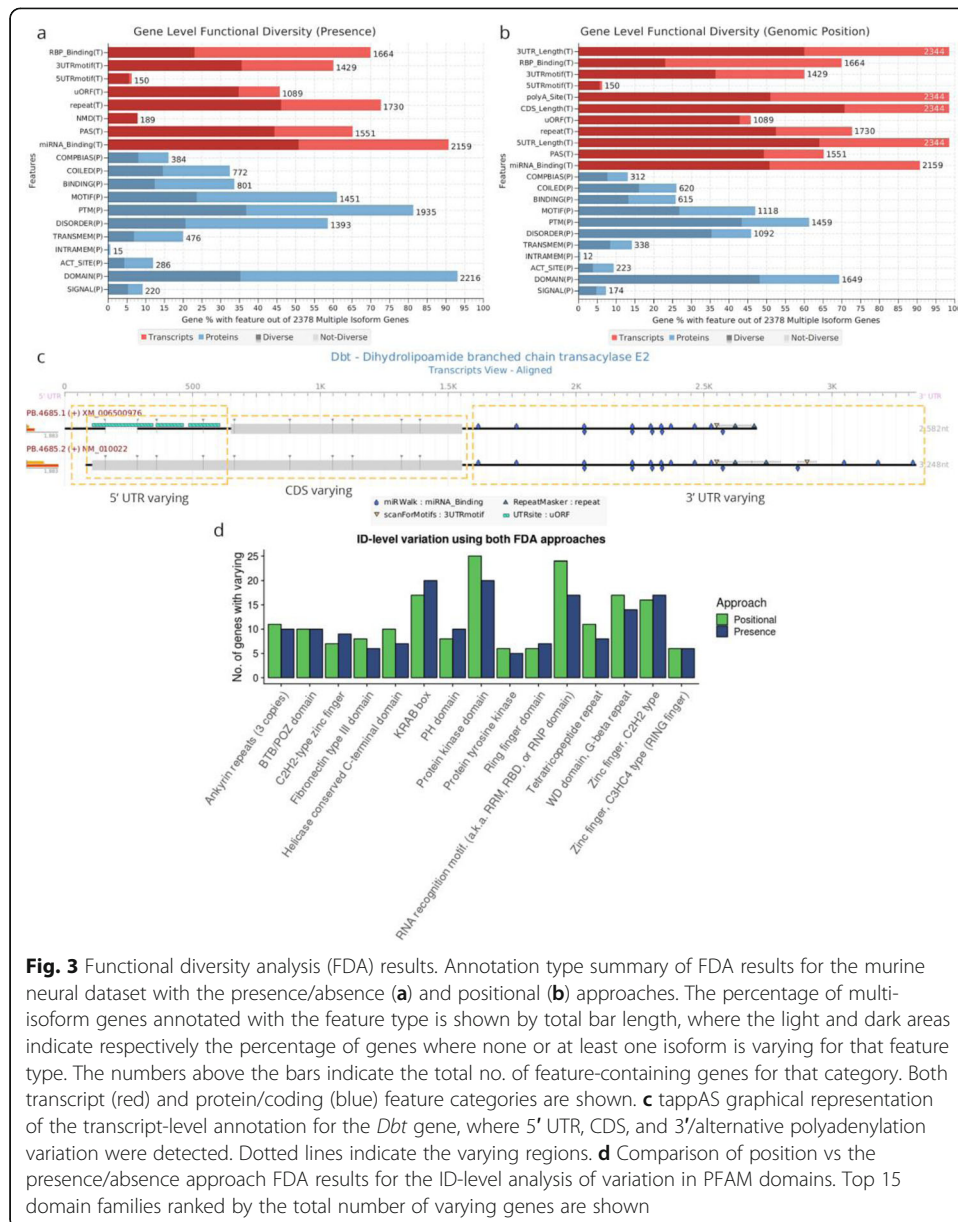 a
Gene Level Functional Diversity (Presence)
Features
RBP_Binding(T) 1664
3UTRmotif(T) 1429
5UTRmotif(T) 150
uORF(T) 1089
repeat(T) 1730
NMD(T) 189
PAS(T) 1551
miRNA_Binding(T) 2159
COMPBIAS(P) 384
COILED(P) 772
BINDING(P) 801
MOTIF(P) 1451
PTM(P) 1935
DISORDER(P) 1393
TRANSMEM(P) 476
INTRAMEM(P) 15
ACT_SITE(P) 286
DOMAIN(P) 2216
SIGNAL(P) 220
0 5 10 15 20 25 30 35 40 45 50 55 60 65 70 75 80 85 90 95 100
Gene % with feature out of 2378 Multiple Isoform Genes
Transcripts Proteins Diverse Not-Diverse
b
Gene Level Functional Diversity (Genomic Position)
Features
3UTR_Length(T) 2344
RBP_Binding(T) 1664
3UTRmotif(T) 1429
5UTRmotif(T) 150
polyA_Site(T) 2344
CDS_Length(T) 2344
uORF(T) 1089
repeat(T) 1730
5UTR_Length(T) 2344
PAS(T) 1551
miRNA_Binding(T) 2159
COMPBIAS(P) 312
COILED(P) 620
BINDING(P) 615
MOTIF(P) 1118
PTM(P) 1459
DISORDER(P) 1092
TRANSMEM(P) 338
INTRAMEM(P) 12
ACT_SITE(P) 223
DOMAIN(P) 1649
SIGNAL(P) 174
0 5 10 15 20 25 30 35 40 45 50 55 60 65 70 75 80 85 90 95 100
Gene % with feature out of 2378 Multiple Isoform Genes
Transcripts Proteins Diverse Not-Diverse
c
Dbt - Dihydrolipoamide branched chain transacylase E2
Transcripts View - Aligned
0 500 1K 1.5K 2K 2.5K 3K
5' UTR 3' UTR
PB.4685.1 (+) XM_006500976
2,582nt
PB.4685.2 (+) NM_010022
3,248nt
5' UTR varying CDS varying 3' UTR varying
miRWalk : miRNA_Binding RepeatMasker : repeat
scanForMotifs : 3UTRmotif UTRsite : uORF
d
ID-level variation using both FDA approaches
No. of genes with varying
25
20
15
10
5
0
Approach
Positional
Presence
Ankyrin repeats (3 copies)
BTB/POZ domain
C2H2-type zinc finger
Fibronectin type III domain
Helicase conserved C-terminal domain
KRAB box
PH domain
Protein kinase domain
Protein tyrosine kinase
Ring finger domain
RNA recognition motif. (a.k.a. RRM, RBD, or RNP domain)
Tetratricopeptide repeat
WD domain, G-beta repeat
Zinc finger, C2H2 type
Zinc finger, C3HC4 type (RING finger)
Fig. 3 Functional diversity analysis (FDA) results. Annotation type summary of FDA results for the murine
neural dataset with the presence/absence (a) and positional (b) approaches. The percentage of multi-
isoform genes annotated with the feature type is shown by total bar length, where the light and dark areas
indicate respectively the percentage of genes where none or at least one isoform is varying for that feature
type. The numbers above the bars indicate the total no. of feature-containing genes for that category. Both
transcript (red) and protein/coding (blue) feature categories are shown. c tappAS graphical representation
of the transcript-level annotation for the Dbt gene, where 5′ UTR, CDS, and 3′/alternative polyadenylation
variation were detected. Dotted lines indicate the varying regions. d Comparison of position vs the
presence/absence approach FDA results for the ID-level analysis of variation in PFAM domains. Top 15
domain families ranked by the total number of varying genes are shown